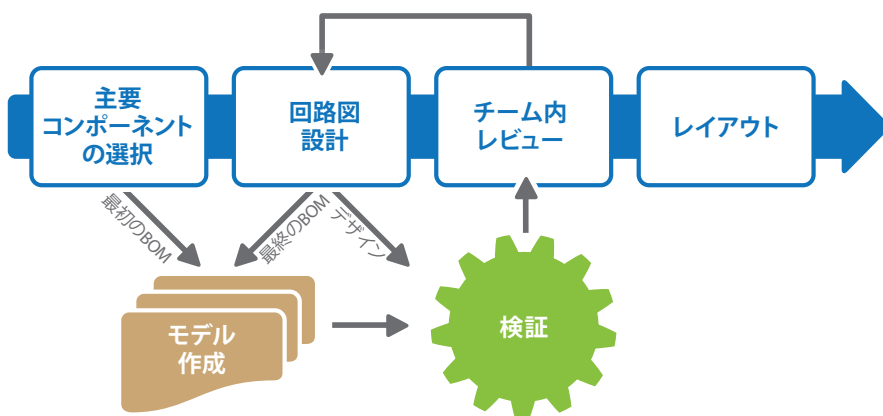 主要
コンポーネント
の選択
回路図
設計
チーム内
レビュー
レイアウト
最初のBOM
最終のBOM
デザイン
モデル
作成
検証